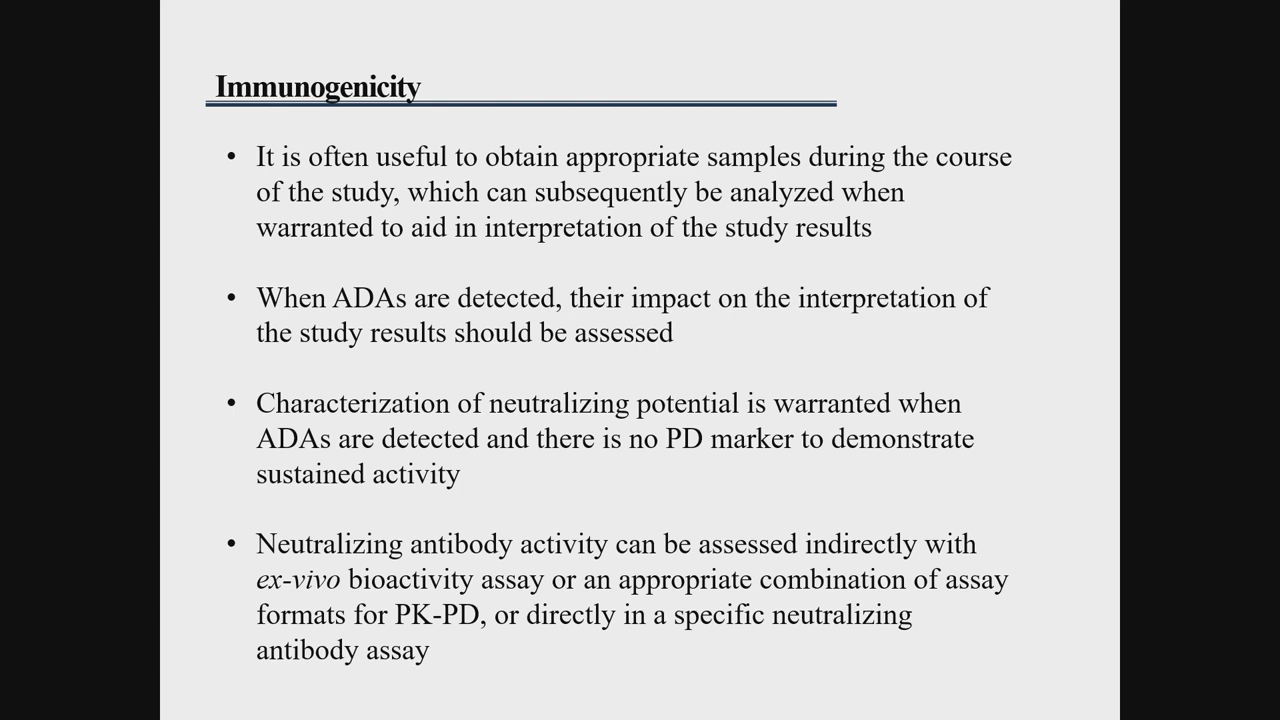 Immunogenicity
• It is often useful to obtain appropriate samples during the course
of the study, which can subsequently be analyzed when
warranted to aid in interpretation of the study results
• When ADAs are detected, their impact on the interpretation of
the study results should be assessed
• Characterization of neutralizing potential is warranted when
ADAs are detected and there is no PD marker to demonstrate
sustained activity
• Neutralizing antibody activity can be assessed indirectly with
ex-vivo bioactivity assay or an appropriate combination of assay
formats for PK-PD, or directly in a specific neutralizing
antibody assay